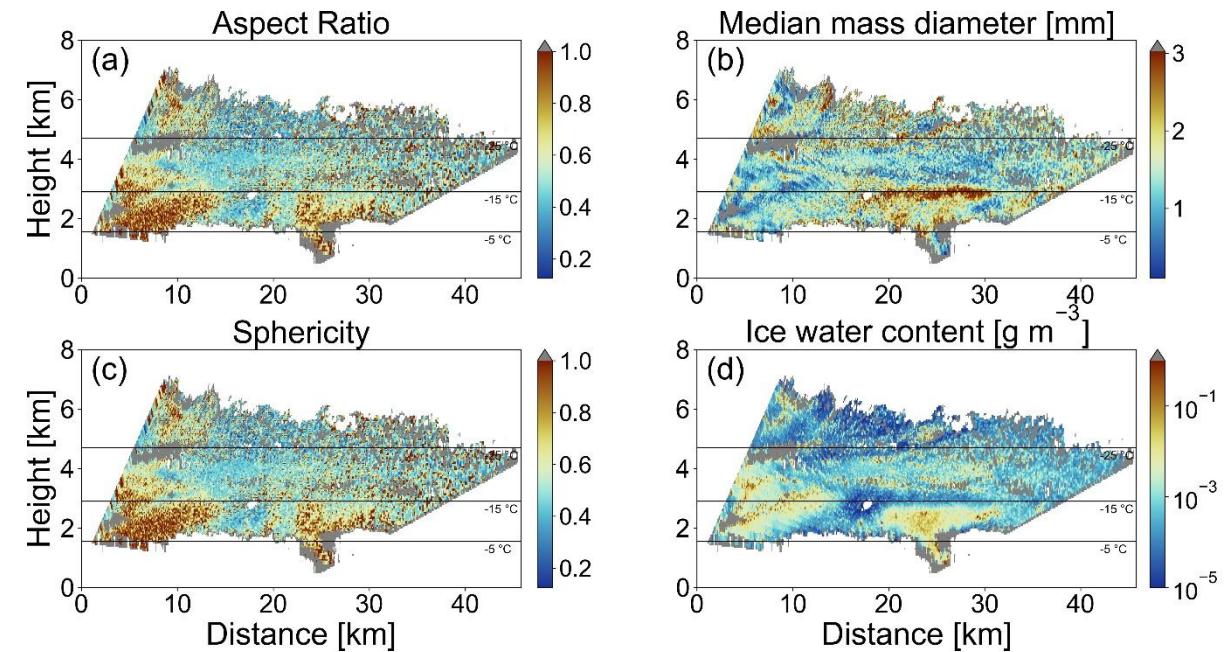 Aspect Ratio
Median mass diameter [mm]
(a)
(b)
Height [km]
8
6
4
2
0
0 10 20 30 40
-25 °C
-15 °C
-5 °C
1.0
0.8
0.6
0.4
0.2
8
6
4
2
0
0 10 20 30 40
-25 °C
-15 °C
-5 °C
3
2
1
Sphericity
Ice water content [g m⁻³]
(c)
(d)
Height [km]
8
6
4
2
0
0 10 20 30 40
-25 °C
-15 °C
-5 °C
1.0
0.8
0.6
0.4
0.2
8
6
4
2
0
0 10 20 30 40
-25 °C
-15 °C
-5 °C
10⁻¹
10⁻³
10⁻⁵
Distance [km]
Distance [km]